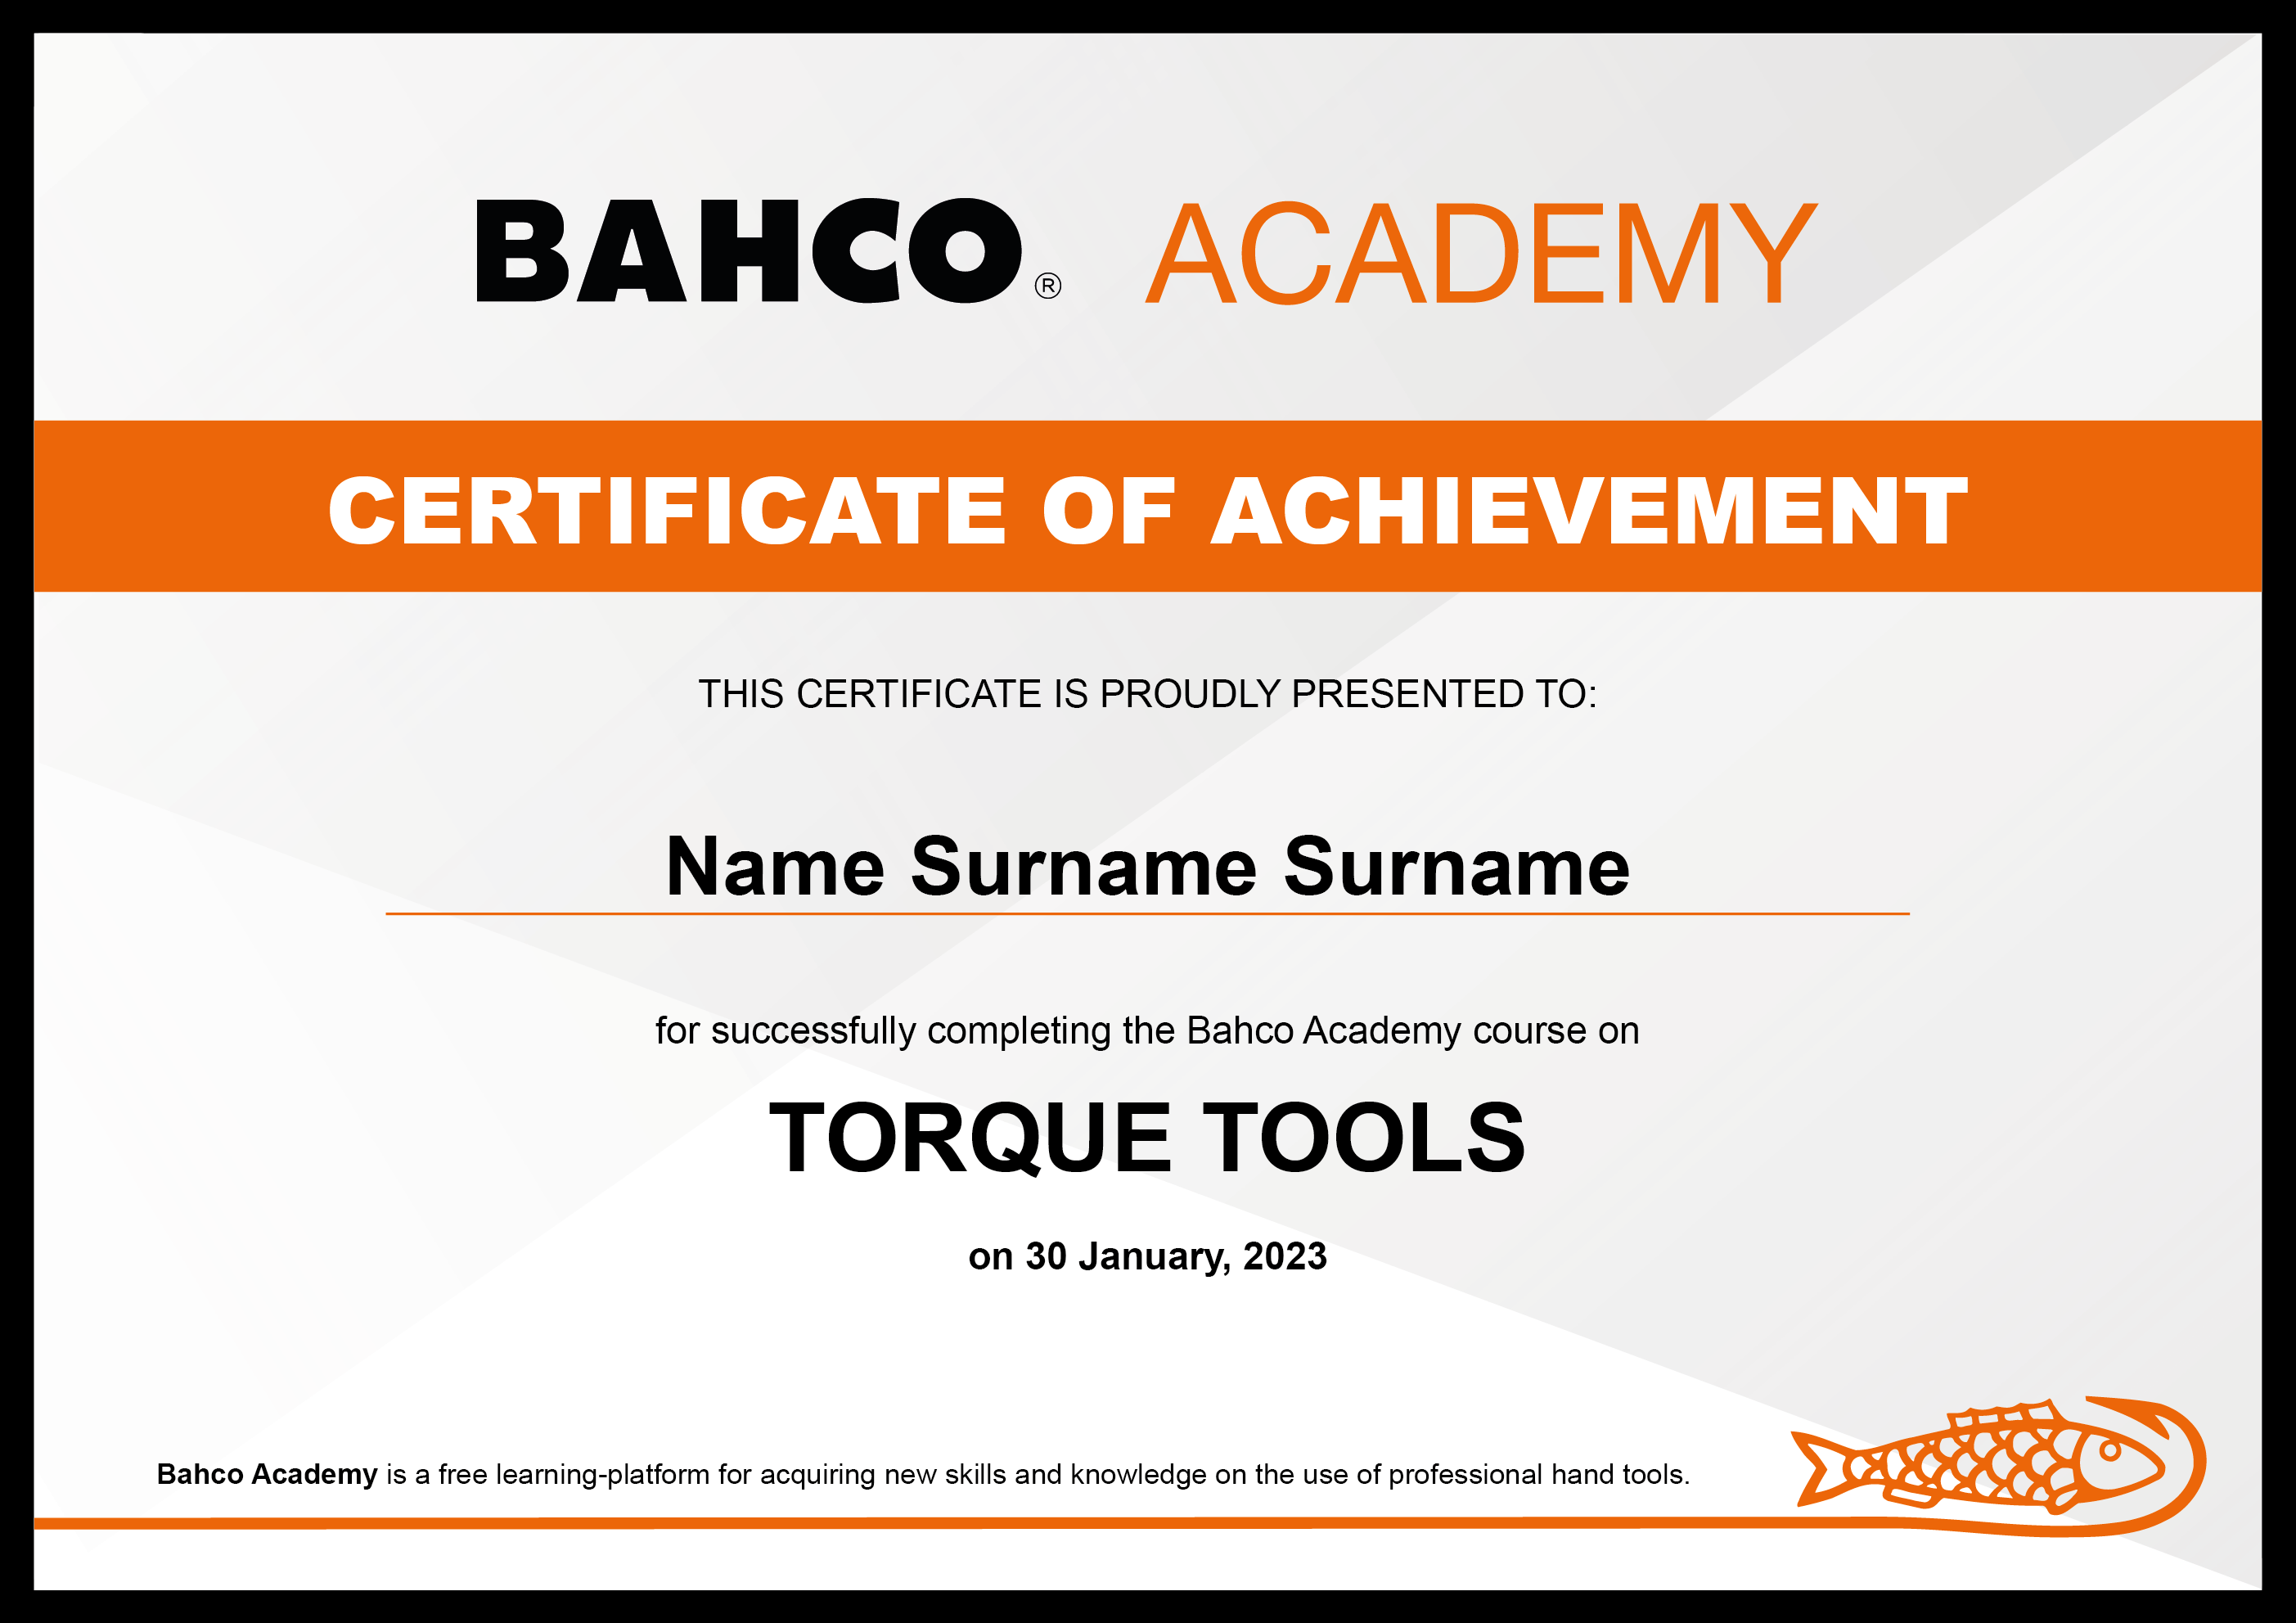 BAHCO® ACADEMY
CERTIFICATE OF ACHIEVEMENT
THIS CERTIFICATE IS PROUDLY PRESENTED TO:
Name Surname Surname
for successfully completing the Bahco Academy course on
TORQUE TOOLS
on 30 January, 2023
Bahco Academy is a free learning-platform for acquiring new skills and knowledge on the use of professional hand tools.